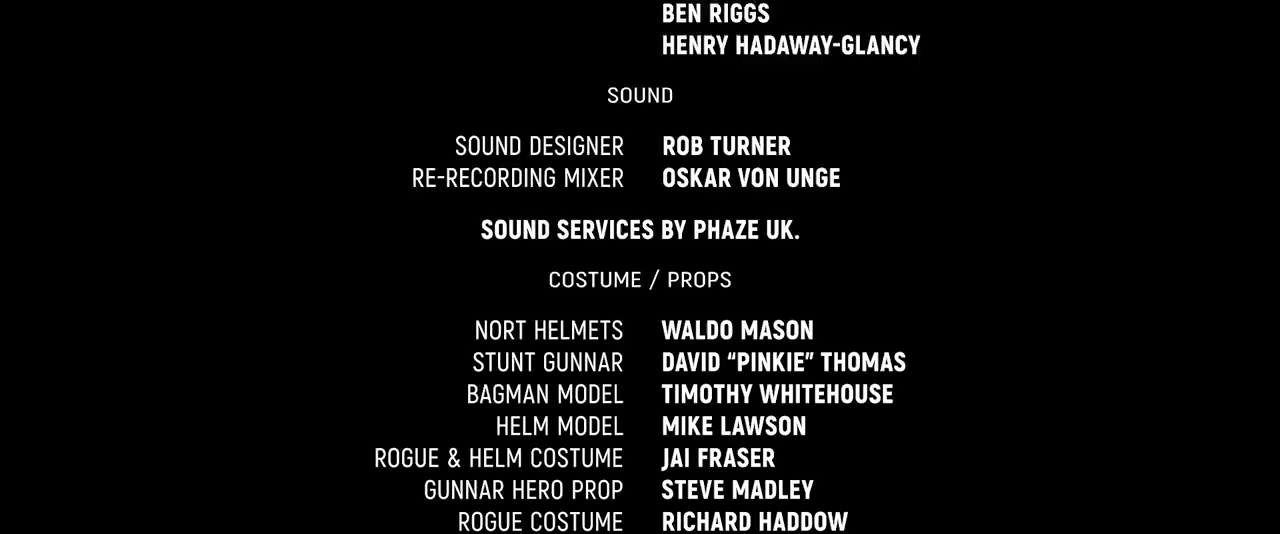 BEN RIGGS
HENRY HADAWAY-GLANCY
SOUND
SOUND DESIGNER ROB TURNER
RE-RECORDING MIXER OSKAR VON UNGE
SOUND SERVICES BY PHAZE UK.
COSTUME / PROPS
NORT HELMETS WALDO MASON
STUNT GUNNAR DAVID “PINKIE” THOMAS
BAGMAN MODEL TIMOTHY WHITEHOUSE
HELM MODEL MIKE LAWSON
ROGUE & HELM COSTUME JAI FRASER
GUNNAR HERO PROP STEVE MADLEY
ROGUE COSTUME RICHARD HADDOW